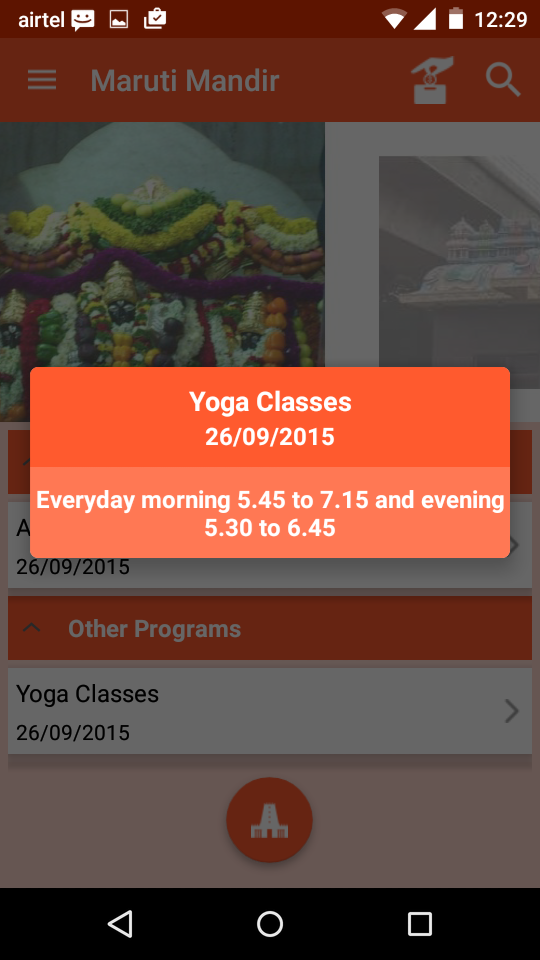 airtel 12:29
Maruti Mandir
Yoga Classes
26/09/2015
Everyday morning 5.45 to 7.15 and evening
5.30 to 6.45
A
26/09/2015
Other Programs
Yoga Classes
26/09/2015